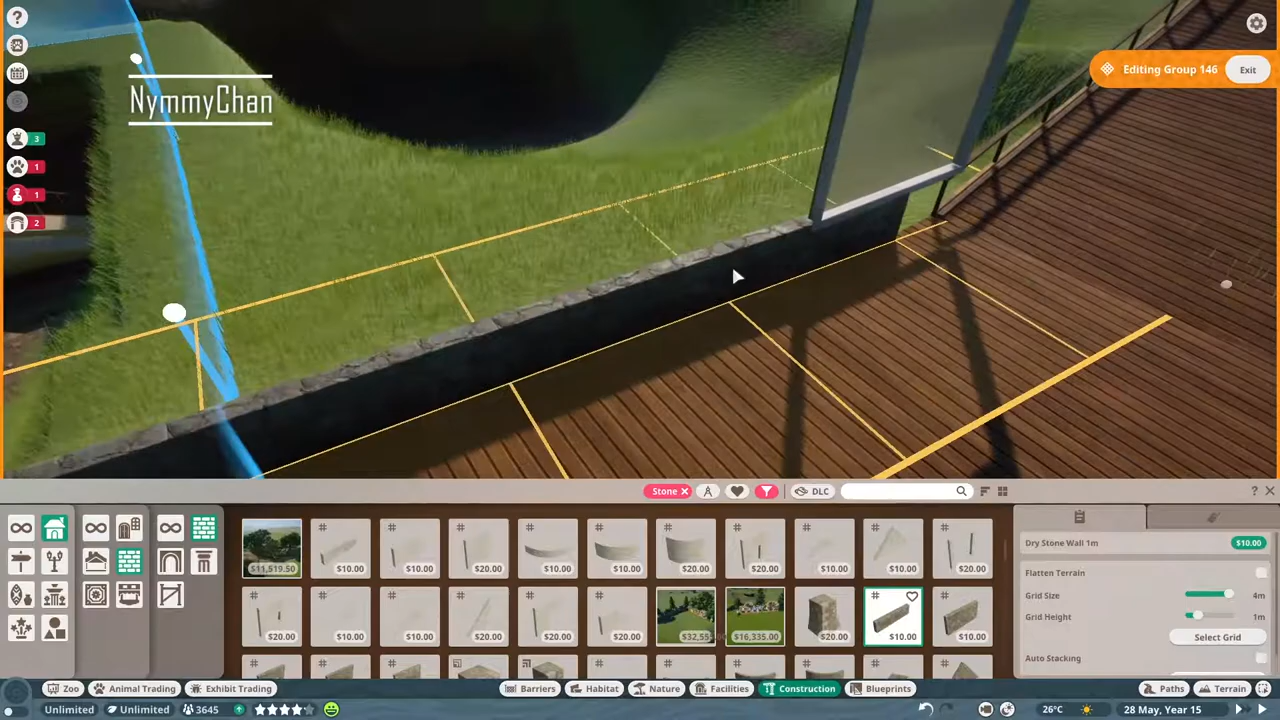 ?
Editing Group 146 Exit
NymmyChan
3
1
1
2
Stone × DLC ? ×
$11,519.50 $10.00 $10.00 $20.00 $10.00 $10.00 $20.00 $20.00 $10.00 $10.00 $20.00
$20.00 $10.00 $10.00 $20.00 $20.00 $20.00 $16,335.00 $20.00 $10.00 $10.00
Dry Stone Wall 1m $10.00
Flatten Terrain
Grid Size 4m
Grid Height 1m
Select Grid
Auto Stacking
Zoo Animal Trading Exhibit Trading Barriers Habitat Nature Facilities Construction Blueprints Paths Terrain
Unlimited Unlimited 3645 26°C 28 May, Year 15